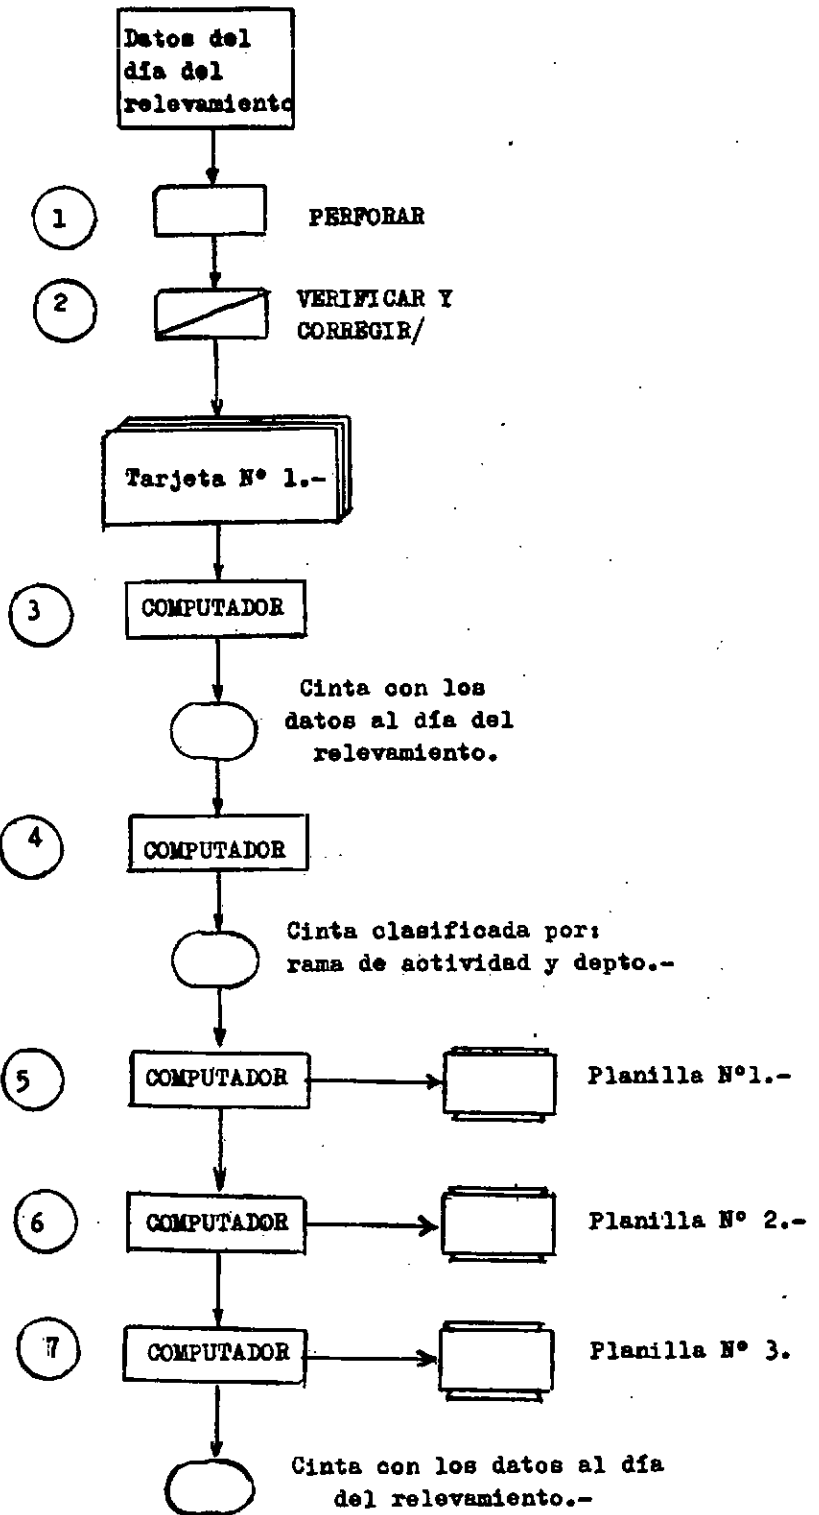 Datos del
día del
relevamiento
1
PERFORAR
2
VERIFICAR Y
CORREGIR/
Tarjeta Nº 1.-
3
COMPUTADOR
Cinta con los
datos al día del
relevamiento.
4
COMPUTADOR
Cinta clasificada por:
rama de actividad y depto.-
5
COMPUTADOR
Planilla Nº1.-
6
COMPUTADOR
Planilla Nº 2.-
7
COMPUTADOR
Planilla Nº 3.
Cinta con los datos al día
del relevamiento.-